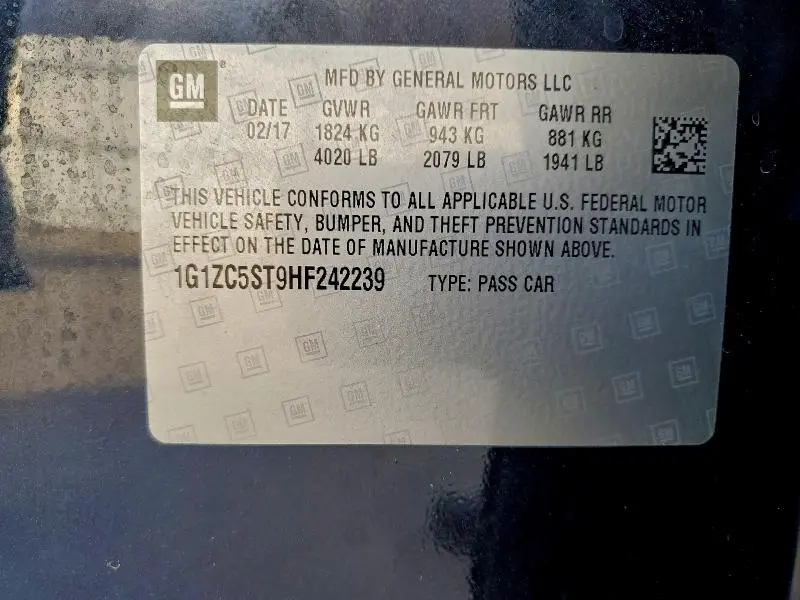 GM ® MFD BY GENERAL MOTORS LLC
DATE GVWR GAWR FRT GAWR RR
02/17 1824 KG 943 KG 881 KG
4020 LB 2079 LB 1941 LB
THIS VEHICLE CONFORMS TO ALL APPLICABLE U.S. FEDERAL MOTOR
VEHICLE SAFETY, BUMPER, AND THEFT PREVENTION STANDARDS IN
EFFECT ON THE DATE OF MANUFACTURE SHOWN ABOVE.
1G1ZC5ST9HF242239 TYPE: PASS CAR